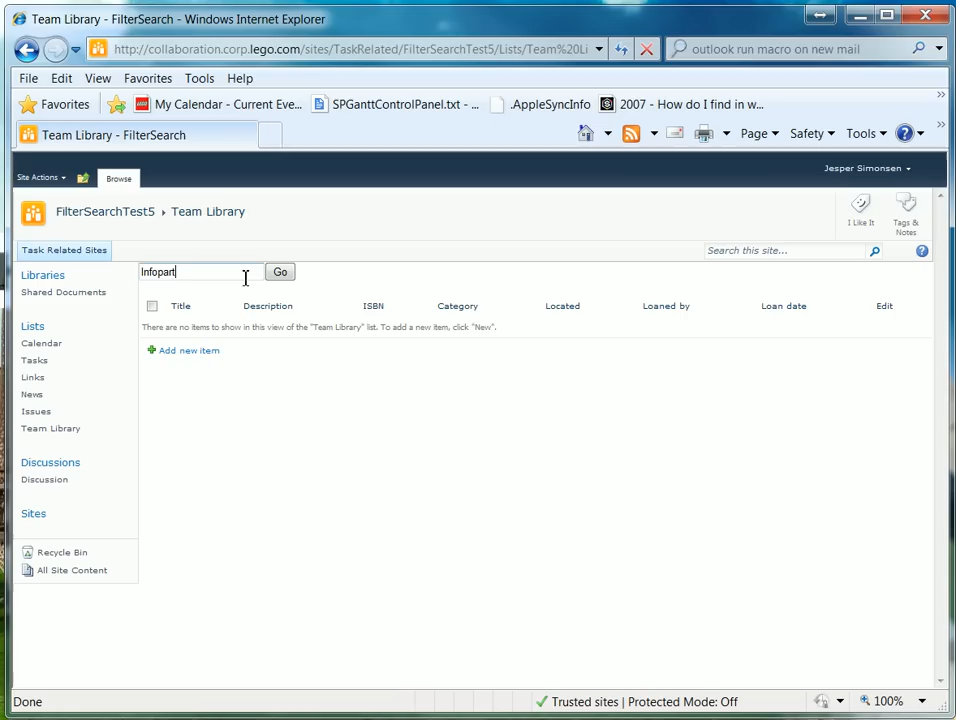 Team Library - FilterSearch - Windows Internet Explorer
http://collaboration.corp.lego.com/sites/TaskRelated/FilterSearchTest5/Lists/Team%20Li
outlook run macro on new mail
File Edit View Favorites Tools Help
Favorites My Calendar - Current Eve... SPGanttControlPanel.txt - ... .AppleSyncInfo 2007 - How do I find in w...
Team Library - FilterSearch Page Safety Tools
Jesper Simonsen
Site Actions Browse
FilterSearchTest5 Team Library
I Like It Tags & Notes
Task Related Sites Search this site...
Libraries Infopart Go
Shared Documents
Title Description ISBN Category Located Loaned by Loan date Edit
There are no items to show in this view of the "Team Library" list. To add a new item, click "New".
Add new item
Lists
Calendar
Tasks
Links
News
Issues
Team Library
Discussions
Discussion
Sites
Recycle Bin
All Site Content
Done Trusted sites | Protected Mode: Off 100%